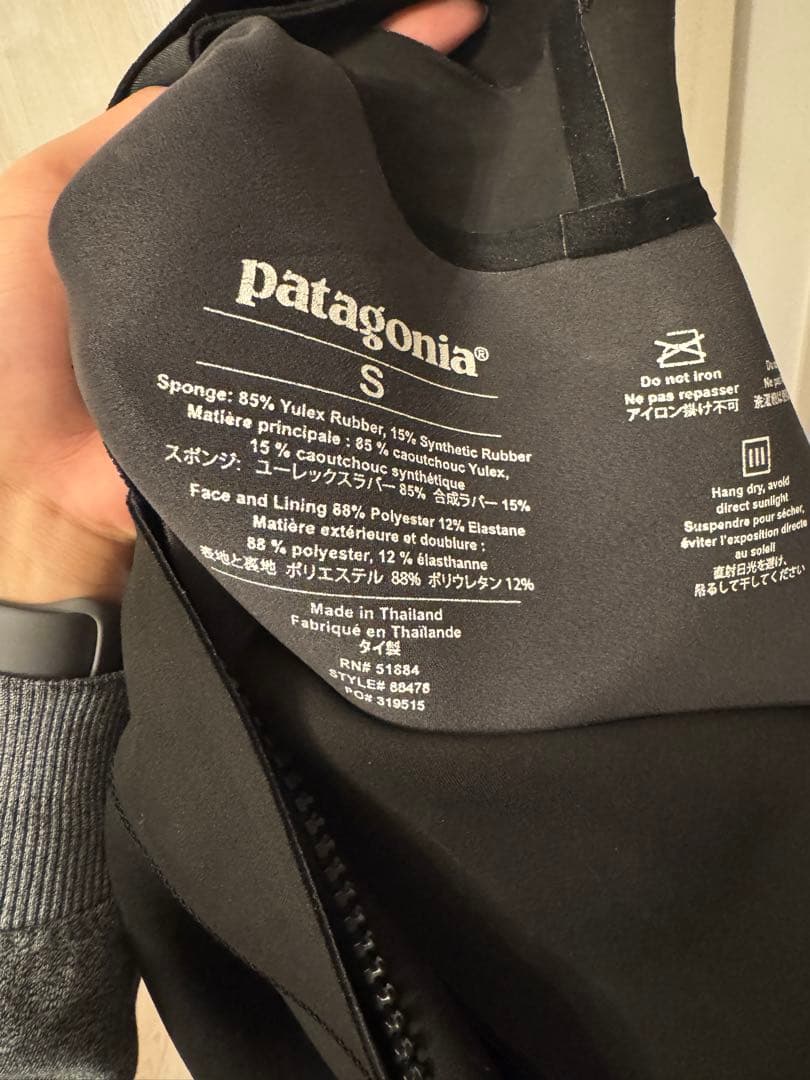 patagonia®
S
Sponge: 85% Yulex Rubber, 15% Synthetic Rubber
Matière principale : 85 % caoutchouc Yulex,
15 % caoutchouc synthétique
スポンジ: ユーレックスラバー 85% 合成ラバー 15%
Face and Lining 88% Polyester 12% Elastane
Matière extérieure et doublure :
88 % polyester, 12 % élasthanne
表地と裏地 ポリエステル 88% ポリウレタン 12%
Made in Thailand
Fabriqué en Thaïlande
タイ製
RN# 51884
STYLE# 88478
PO# 319515
Do not iron
Ne pas repasser
アイロン掛け不可
Hang dry, avoid
direct sunlight
Suspendre pour sécher,
éviter l'exposition directe
au soleil
直射日光を避け、
吊るして干してください